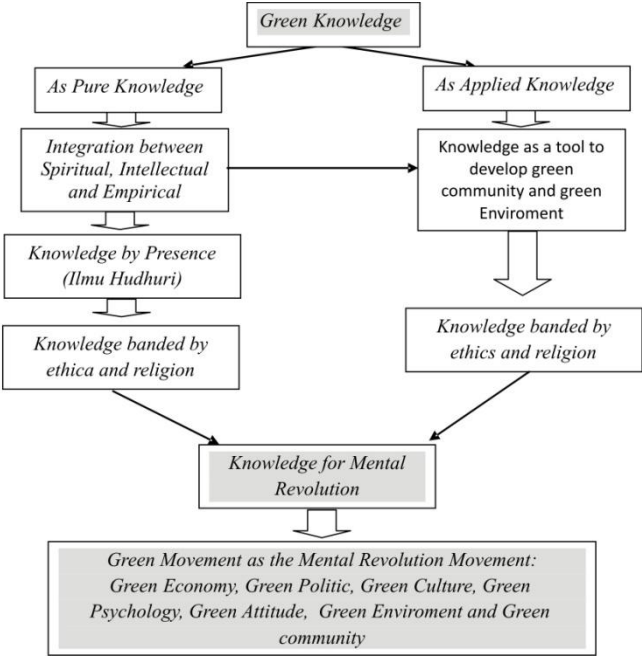 Green Knowledge
As Pure Knowledge
As Applied Knowledge
Integration between
Spiritual, Intellectual
and Empirical
Knowledge as a tool to
develop green
community and green
Enviroment
Knowledge by Presence
(Ilmu Hudhuri)
Knowledge banded by
ethica and religion
Knowledge banded by
ethics and religion
Knowledge for Mental
Revolution
Green Movement as the Mental Revolution Movement:
Green Economy, Green Politic, Green Culture, Green
Psychology, Green Attitude, Green Enviroment and Green
community